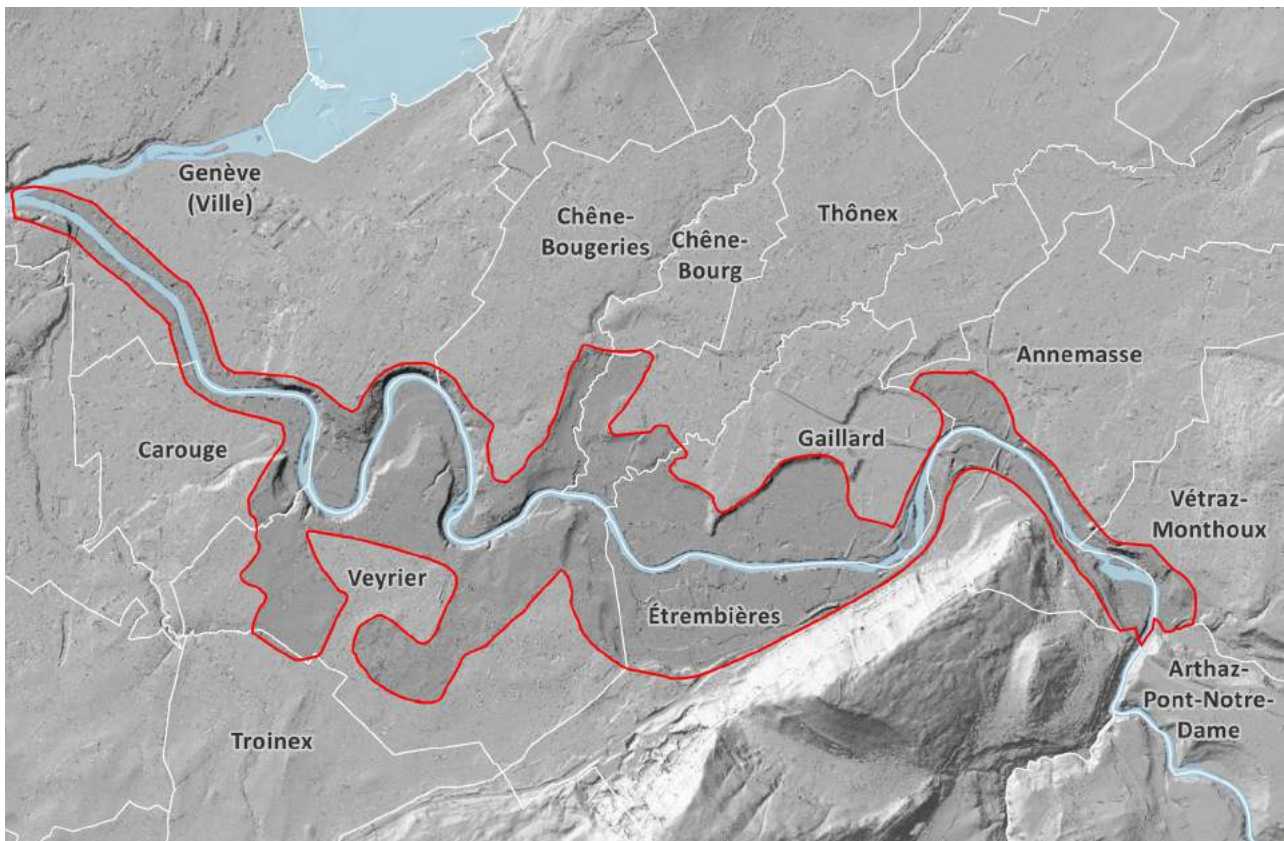 Genève
(Ville)
Chêne-
Bougeries
Chêne-
Bourg
Thônex
Annemasse
Carouge
Gaillard
Vétraz-
Monthoux
Veyrier
Étrembières
Troinex
Arthaz-
Pont-Notre-
Dame